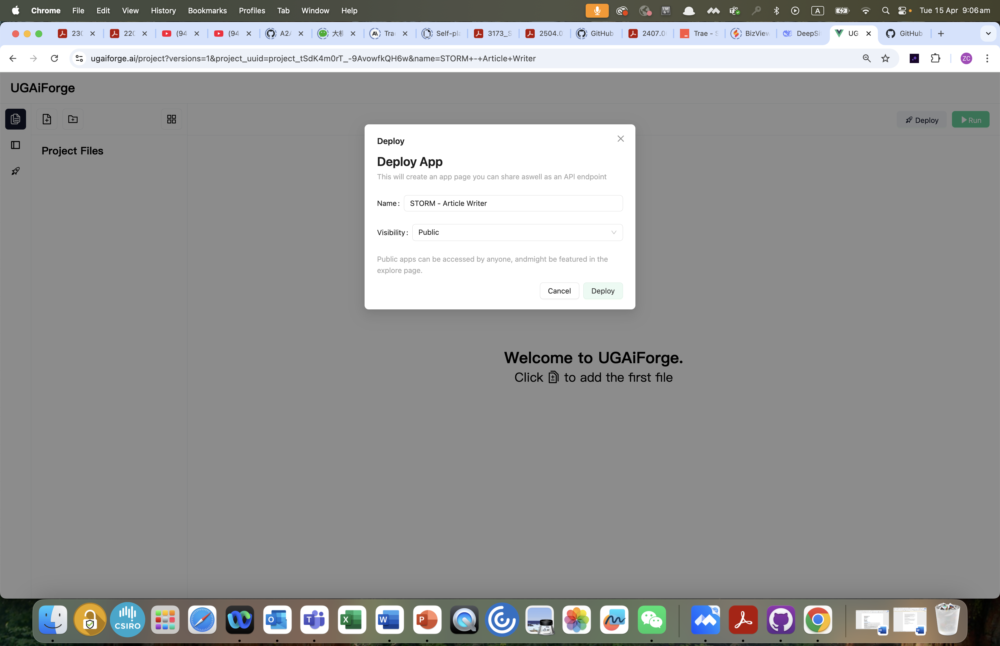 Chrome File Edit View History Bookmarks Profiles Tab Window Help IM &T A Tue 15 Apr 9:06 am
230 220 (94 (94 A2A Tra Self-pla 3173_S 2504.0 GitHub 2407.0 Trae - S BizView DeepSi UG GitHub
ugaiforge.ai/project?versions=1&project_uuid=project_tSdK4m0rT_-9AvowfkQH6w&name=STORM+-+Article+Writer ZC
UGAiForge
Deploy Run
Project Files
Deploy
Deploy App
This will create an app page you can share aswell as an API endpoint
Name: STORM - Article Writer
Visibility: Public
Public apps can be accessed by anyone, andmight be featured in the
explore page.
Cancel Deploy
Welcome to UGAiForge.
Click to add the first file
CSIRO